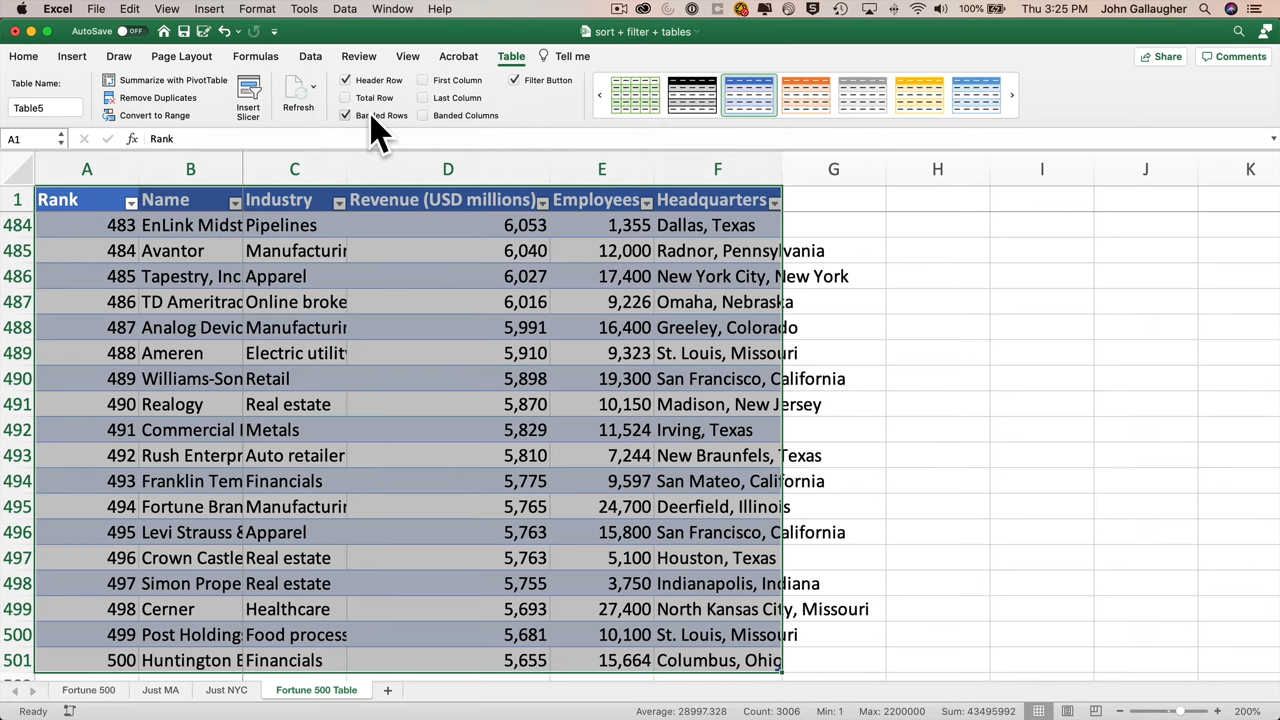 Excel File Edit View Insert Format Tools Data Window Help Thu 3:25 PM John Gallaugher
AutoSave OFF sort + filter + tables
Home Insert Draw Page Layout Formulas Data Review View Acrobat Table Tell me Share Comments
Table Name: Summarize with PivotTable Header Row First Column Filter Button
Table5 Remove Duplicates Insert Slicer Refresh Total Row Last Column
Convert to Range Banded Rows Banded Columns
A1 fx Rank
A B C D E F G H I J K
1 Rank Name Industry Revenue (USD millions) Employees Headquarters
484 483 EnLink Midst Pipelines 6,053 1,355 Dallas, Texas
485 484 Avantor Manufacturin 6,040 12,000 Radnor, Pennsylvania
486 485 Tapestry, Inc Apparel 6,027 17,400 New York City, New York
487 486 TD Ameritrad Online broke 6,016 9,226 Omaha, Nebraska
488 487 Analog Devic Manufacturin 5,991 16,400 Greeley, Colorado
489 488 Ameren Electric utility 5,910 9,323 St. Louis, Missouri
490 489 Williams-Son Retail 5,898 19,300 San Francisco, California
491 490 Realogy Real estate 5,870 10,150 Madison, New Jersey
492 491 Commercial Metals 5,829 11,524 Irving, Texas
493 492 Rush Enterpr Auto retailer 5,810 7,244 New Braunfels, Texas
494 493 Franklin Tem Financials 5,775 9,597 San Mateo, California
495 494 Fortune Bran Manufacturin 5,765 24,700 Deerfield, Illinois
496 495 Levi Strauss & Apparel 5,763 15,800 San Francisco, California
497 496 Crown Castle Real estate 5,763 5,100 Houston, Texas
498 497 Simon Prope Real estate 5,755 3,750 Indianapolis, Indiana
499 498 Cerner Healthcare 5,693 27,400 North Kansas City, Missouri
500 499 Post Holding Food process 5,681 10,100 St. Louis, Missouri
501 500 Huntington B Financials 5,655 15,664 Columbus, Ohio
Fortune 500 Just MA Just NYC Fortune 500 Table +
Ready Average: 28997.328 Count: 3006 Min: 1 Max: 2200000 Sum: 43495992 200%